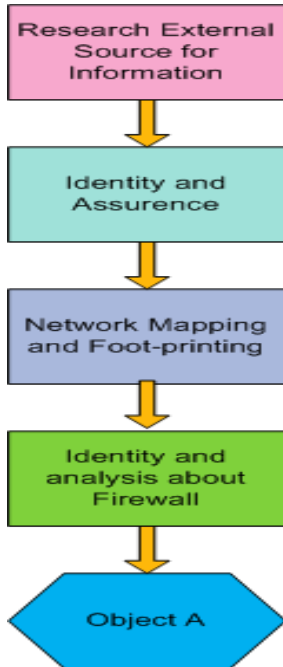 Research External
Source for
Information
Identity and
Assurence
Network Mapping
and Foot-printing
Identity and
analysis about
Firewall
Object A